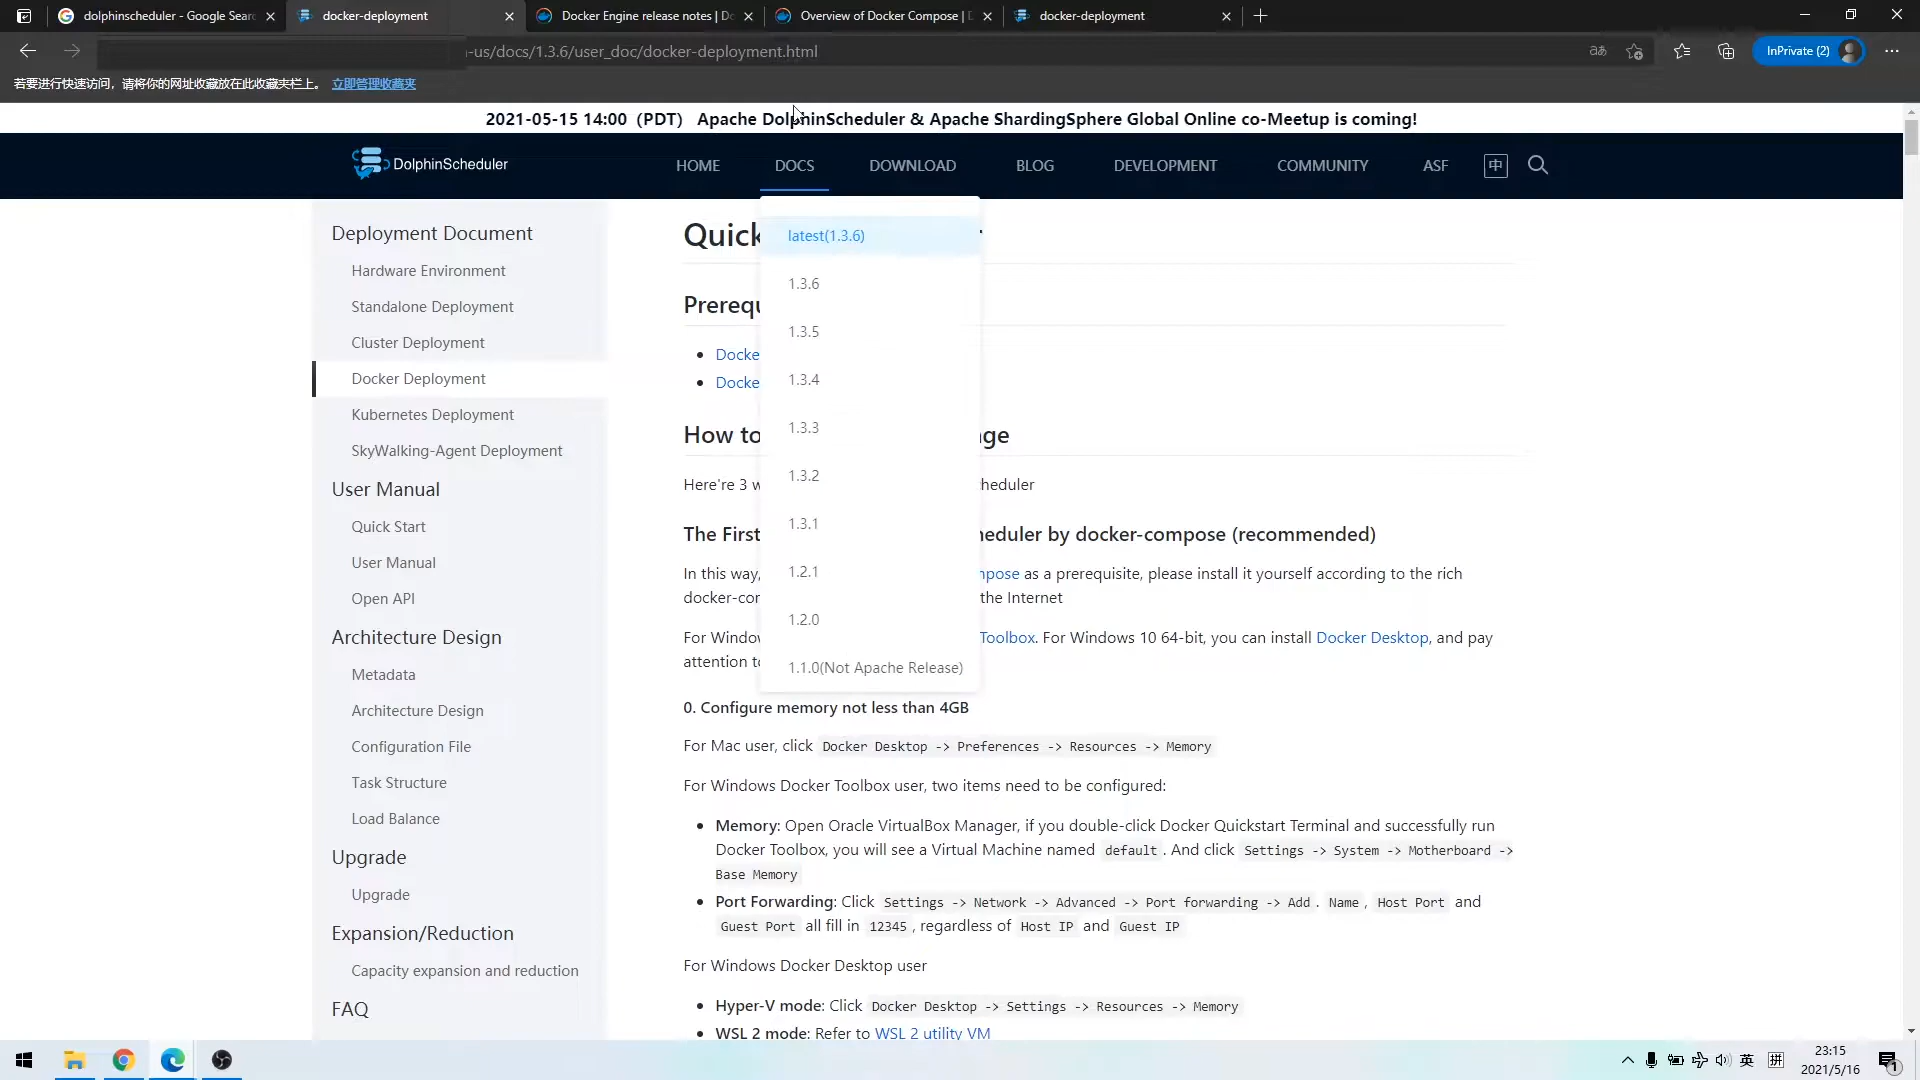 dolphinscheduler - Google Sear
docker-deployment
Docker Engine release notes | Do
Overview of Docker Compose | D
docker-deployment
-us/docs/1.3.6/user_doc/docker-deployment.html
InPrivate (2)
若要进行快速访问，请将你的网址收藏放在此收藏夹栏上。 立即管理收藏夹
2021-05-15 14:00（PDT） Apache DolphinScheduler & Apache ShardingSphere Global Online co-Meetup is coming!
DolphinScheduler
HOME
DOCS
DOWNLOAD
BLOG
DEVELOPMENT
COMMUNITY
ASF
中
Deployment Document
Hardware Environment
Standalone Deployment
Cluster Deployment
Docker Deployment
Kubernetes Deployment
SkyWalking-Agent Deployment
User Manual
Quick Start
User Manual
Open API
Architecture Design
Metadata
Architecture Design
Configuration File
Task Structure
Load Balance
Upgrade
Upgrade
Expansion/Reduction
Capacity expansion and reduction
FAQ
latest(1.3.6)
1.3.6
1.3.5
1.3.4
1.3.3
1.3.2
1.3.1
1.2.1
1.2.0
1.1.0(Not Apache Release)
Quick
Prerequ
Docke
Docke
How to age
Here're 3 w heduler
The First heduler by docker-compose (recommended)
In this way, mpose as a prerequisite, please install it yourself according to the rich
docker-cor the Internet
For Windo Toolbox. For Windows 10 64-bit, you can install Docker Desktop, and pay
attention to
0. Configure memory not less than 4GB
For Mac user, click Docker Desktop -> Preferences -> Resources -> Memory
For Windows Docker Toolbox user, two items need to be configured:
Memory: Open Oracle VirtualBox Manager, if you double-click Docker Quickstart Terminal and successfully run
Docker Toolbox, you will see a Virtual Machine named default . And click Settings -> System -> Motherboard ->
Base Memory
Port Forwarding: Click Settings -> Network -> Advanced -> Port forwarding -> Add . Name , Host Port and
Guest Port all fill in 12345 , regardless of Host IP and Guest IP
For Windows Docker Desktop user
Hyper-V mode: Click Docker Desktop -> Settings -> Resources -> Memory
WSL 2 mode: Refer to WSL 2 utility VM
英
拼
23:15
2021/5/16
1